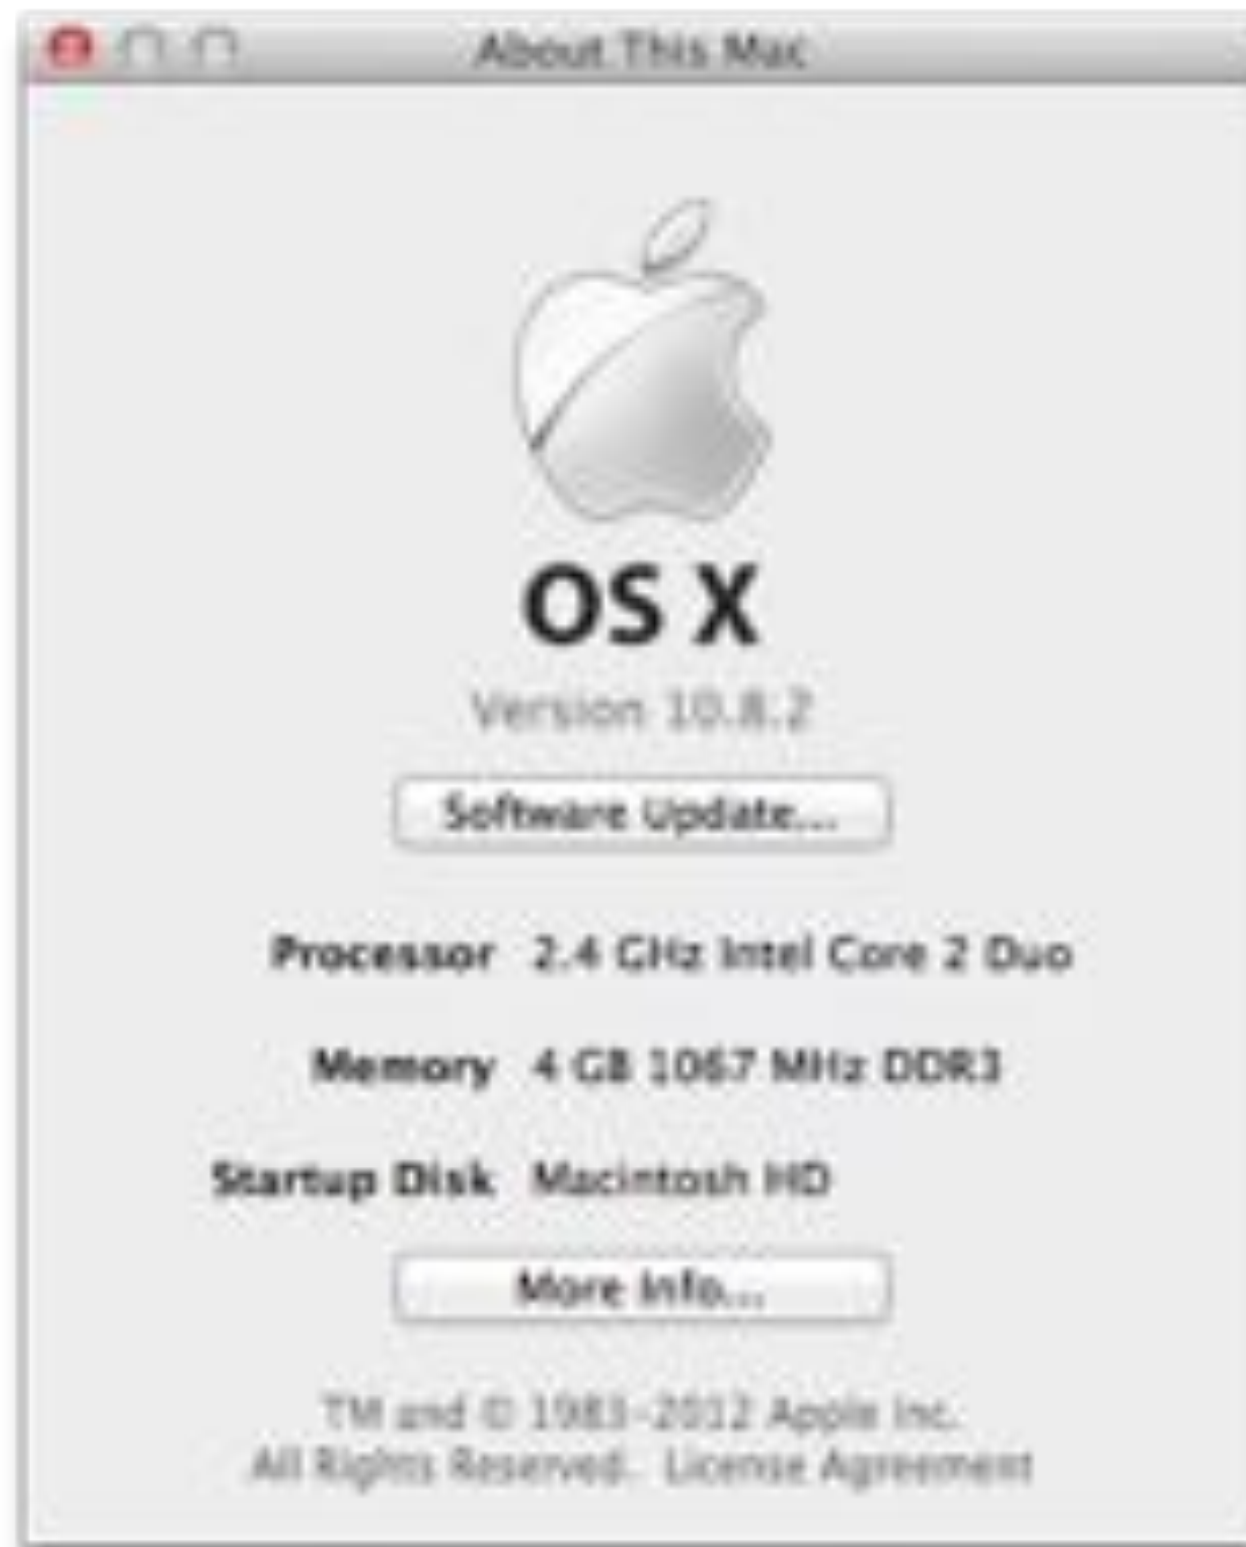 About This Mac
OS X
Version 10.8.2
Software Update...
Processor 2.4 GHz Intel Core 2 Duo
Memory 4 GB 1067 MHz DDR3
Startup Disk Macintosh HD
More Info...
TM and © 1983-2012 Apple Inc.
All Rights Reserved. License Agreement